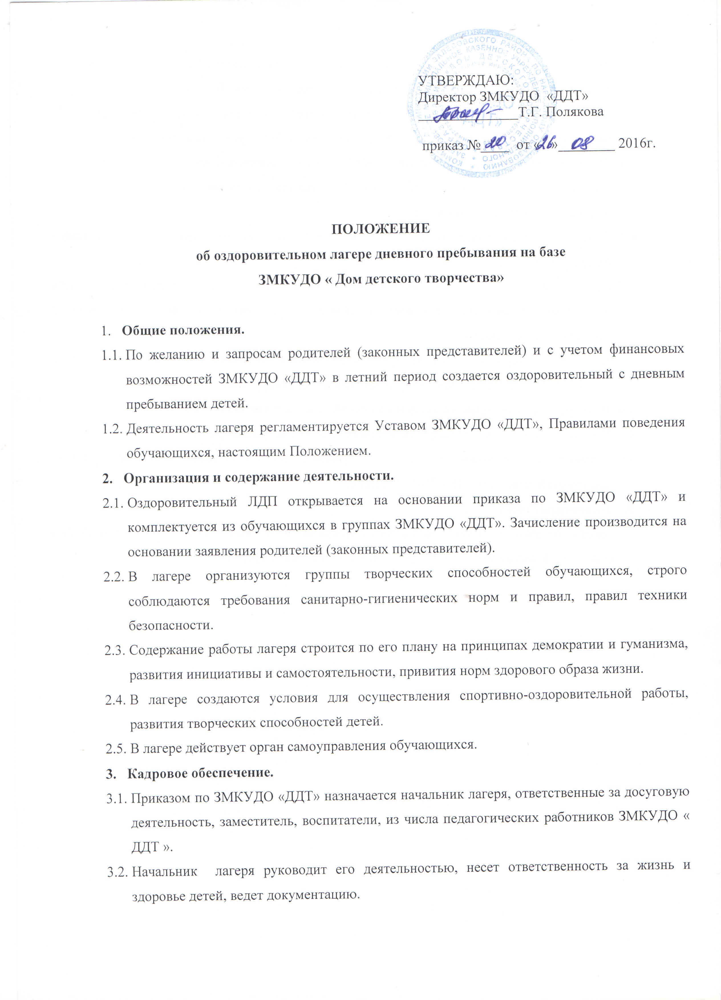 УТВЕРЖДАЮ:
Директор ЗМКУДО «ДДТ»
______________Т.Г. Полякова
приказ №20 от «26» 08 2016г.
ПОЛОЖЕНИЕ
об оздоровительном лагере дневного пребывания на базе
ЗМКУДО « Дом детского творчества»
1. Общие положения.
1.1. По желанию и запросам родителей (законных представителей) и с учетом финансовых
возможностей ЗМКУДО «ДДТ» в летний период создается оздоровительный с дневным
пребыванием детей.
1.2. Деятельность лагеря регламентируется Уставом ЗМКУДО «ДДТ», Правилами поведения
обучающихся, настоящим Положением.
2. Организация и содержание деятельности.
2.1. Оздоровительный ЛДП открывается на основании приказа по ЗМКУДО «ДДТ» и
комплектуется из обучающихся в группах ЗМКУДО «ДДТ». Зачисление производится на
основании заявления родителей (законных представителей).
2.2. В лагере организуются группы творческих способностей обучающихся, строго
соблюдаются требования санитарно-гигиенических норм и правил, правил техники
безопасности.
2.3. Содержание работы лагеря строится по его плану на принципах демократии и гуманизма,
развития инициативы и самостоятельности, привития норм здорового образа жизни.
2.4. В лагере создаются условия для осуществления спортивно-оздоровительной работы,
развития творческих способностей детей.
2.5. В лагере действует орган самоуправления обучающихся.
3. Кадровое обеспечение.
3.1. Приказом по ЗМКУДО «ДДТ» назначается начальник лагеря, ответственные за досуговую
деятельность, заместитель, воспитатели, из числа педагогических работников ЗМКУДО «
ДДТ ».
3.2. Начальник лагеря руководит его деятельностью, несет ответственность за жизнь и
здоровье детей, ведет документацию.